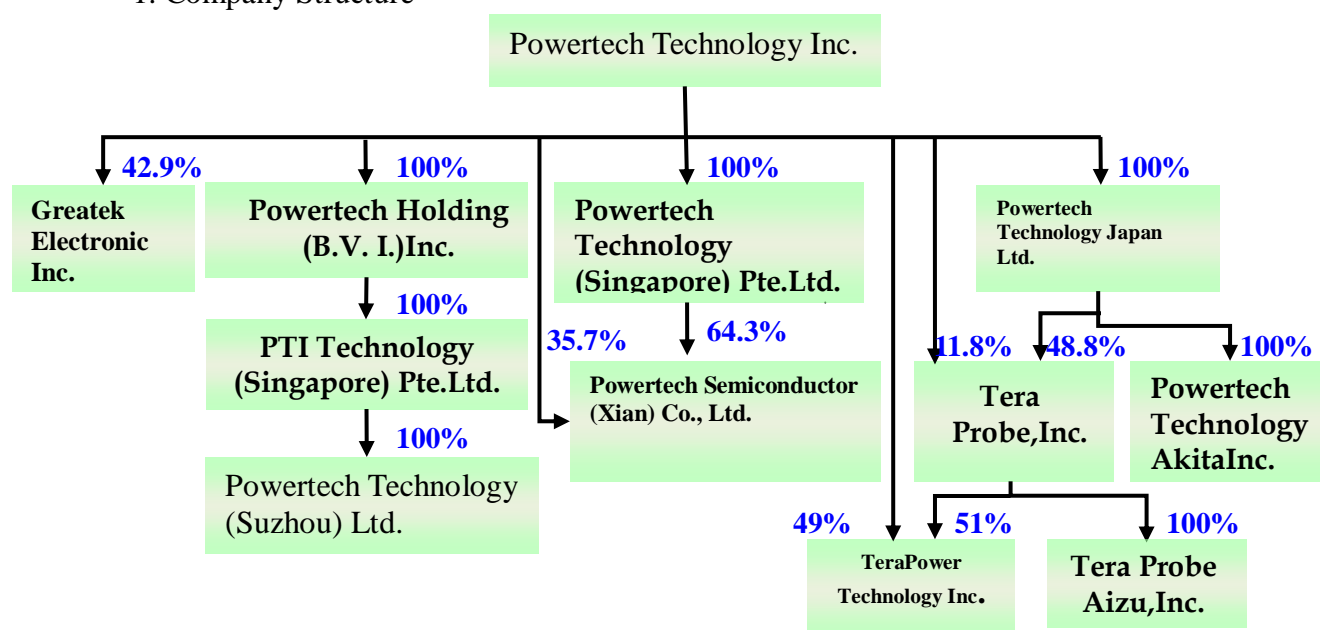 1. Company Structure
Powertech Technology Inc.
42.9%
100%
100%
100%
Greatek
Electronic
Inc.
Powertech Holding
(B.V. I.)Inc.
Powertech
Technology
(Singapore) Pte.Ltd.
Powertech
Technology Japan
Ltd.
100%
35.7%
64.3%
11.8%
48.8%
100%
PTI Technology
(Singapore) Pte.Ltd.
Powertech Semiconductor
(Xian) Co., Ltd.
Tera
Probe,Inc.
Powertech
Technology
AkitaInc.
100%
Powertech Technology
(Suzhou) Ltd.
49%
51%
100%
TeraPower
Technology Inc.
Tera Probe
Aizu,Inc.